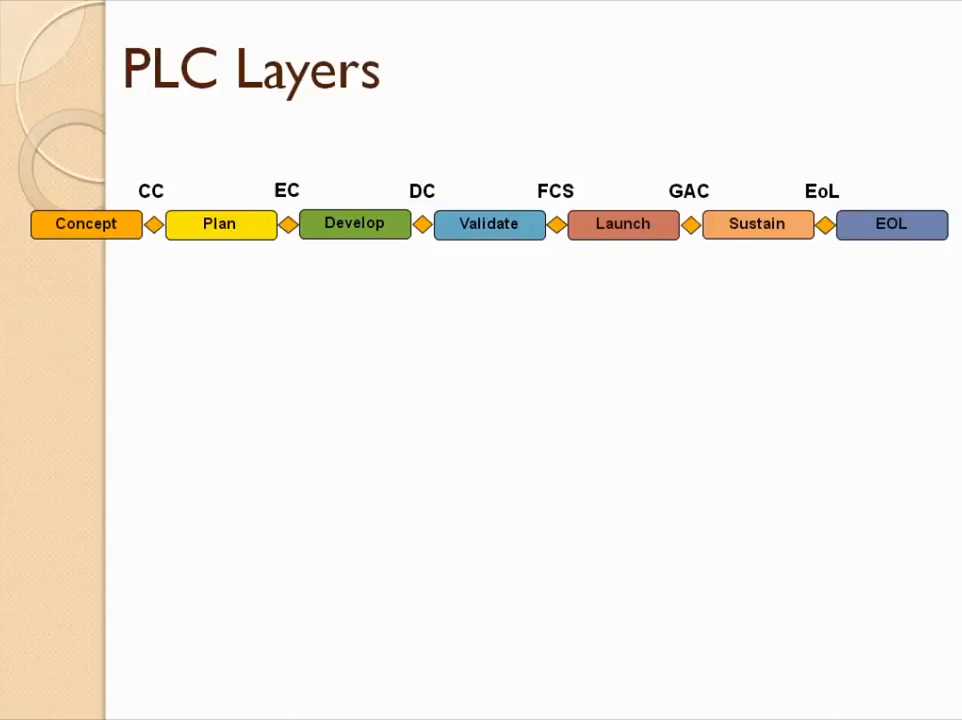 PLC Layers
CC EC DC FCS GAC EoL
Concept Plan Develop Validate Launch Sustain EOL